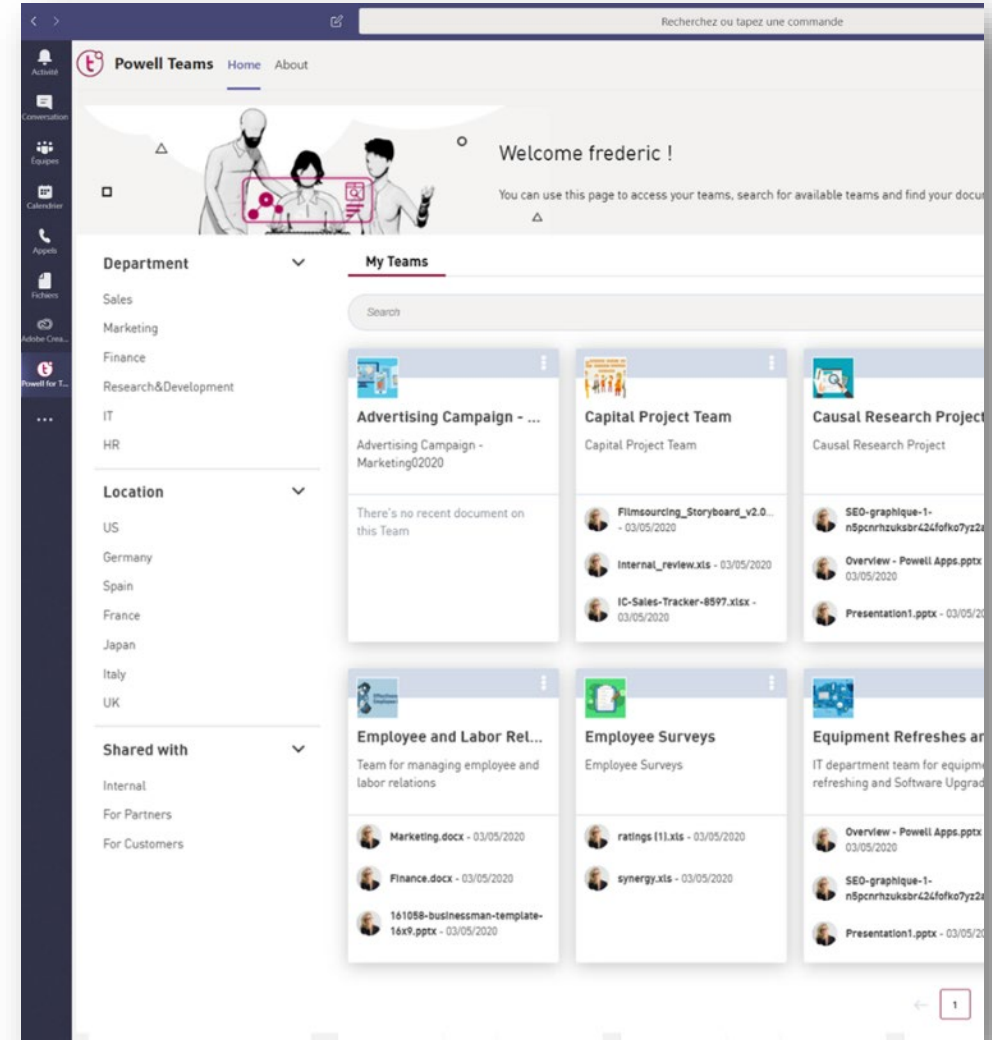 Recherchez ou tapez une commande
Activité
Conversation
Équipes
Calendrier
Appels
Fichiers
Adobe Crea...
Powell for T...
Powell Teams Home About
Welcome frederic !
You can use this page to access your teams, search for available teams and find your docu
Department
Sales
Marketing
Finance
Research&Development
IT
HR
Location
US
Germany
Spain
France
Japan
Italy
UK
Shared with
Internal
For Partners
For Customers
My Teams
Search
Advertising Campaign - ...
Advertising Campaign -
Marketing02020
There's no recent document on
this Team
Capital Project Team
Capital Project Team
Filmsourcing_Storyboard_v2.0...
- 03/05/2020
Internal_review.xls - 03/05/2020
IC-Sales-Tracker-8597.xlsx -
03/05/2020
Causal Research Project
Causal Research Project
SEO-graphique-1-
Overview - Powell Apps.pptx
03/05/2020
Presentation1.pptx - 03/05/20
Employee and Labor Rel...
Team for managing employee and
labor relations
Marketing.docx - 03/05/2020
Finance.docx - 03/05/2020
161058-businessman-template-
16x9.pptx - 03/05/2020
Employee Surveys
Employee Surveys
ratings (1).xls - 03/05/2020
synergy.xls - 03/05/2020
Equipment Refreshes ar
IT department team for equipme
refreshing and Software Upgrad
Overview - Powell Apps.pptx
03/05/2020
SEO-graphique-1-
Presentation1.pptx - 03/05/20
1